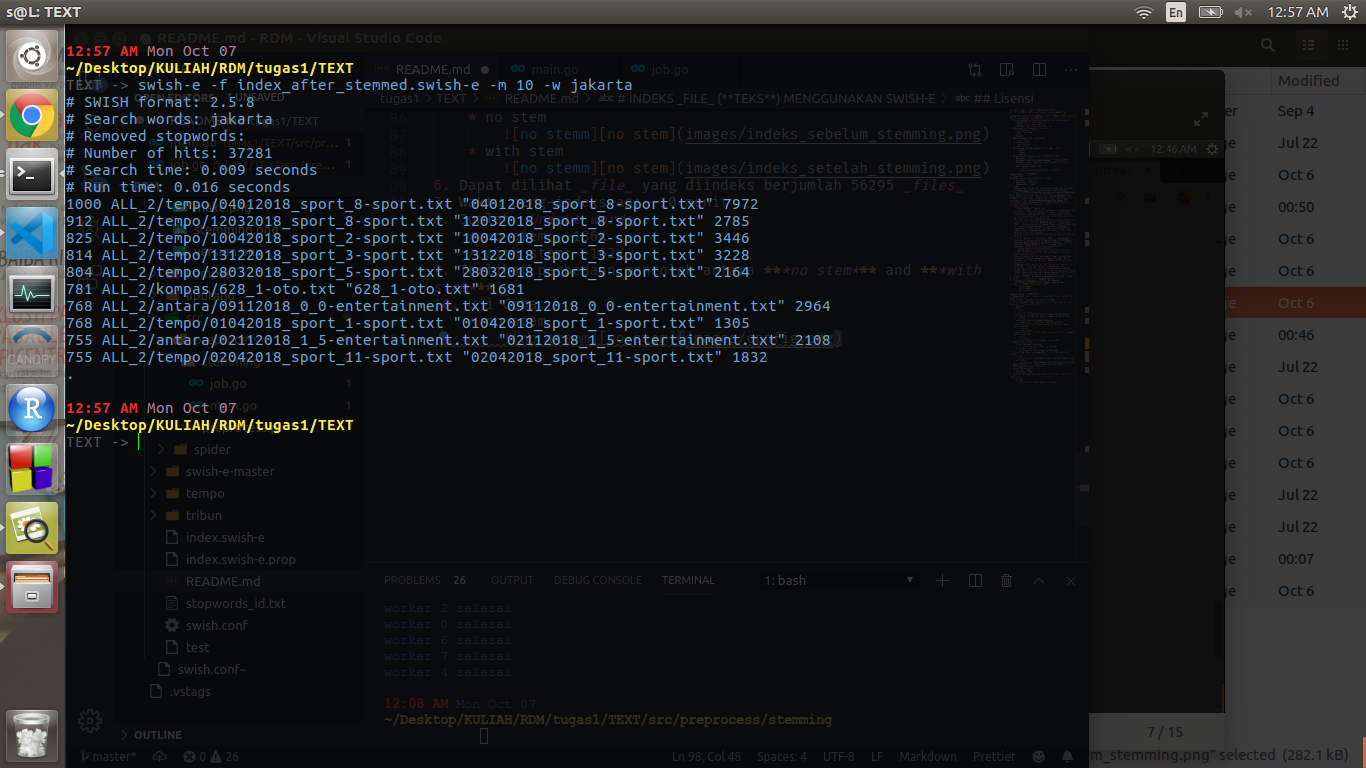 s@L: TEXT
En
12:57 AM
README.md - RDM - Visual Studio Code
12:57 AM Mon Oct 07
~/Desktop/KULIAH/RDM/tugas1/TEXT
TEXT -> swish-e -f index_after_stemmed.swish-e -m 10 -w jakarta
# SWISH format: 2.5.8
# Search words: jakarta
# Removed stopwords:
# Number of hits: 37281
# Search time: 0.009 seconds
# Run time: 0.016 seconds
1000 ALL_2/tempo/04012018_sport_8-sport.txt "04012018_sport_8-sport.txt" 7972
912 ALL_2/tempo/12032018_sport_8-sport.txt "12032018_sport_8-sport.txt" 2785
825 ALL_2/tempo/10042018_sport_2-sport.txt "10042018_sport_2-sport.txt" 3446
814 ALL_2/tempo/13112018_sport_3-sport.txt "13112018_sport_3-sport.txt" 3228
804 ALL_2/tempo/28032018_sport_5-sport.txt "28032018_sport_5-sport.txt" 2164
781 ALL_2/kompas/628_1-oto.txt "628_1-oto.txt" 1681
768 ALL_2/antara/09112018_0_0-entertainment.txt "09112018_0_0-entertainment.txt" 2964
768 ALL_2/tempo/01042018_sport_1-sport.txt "01042018_sport_1-sport.txt" 1305
755 ALL_2/antara/02112018_1_5-entertainment.txt "02112018_1_5-entertainment.txt" 2108
755 ALL_2/tempo/02042018_sport_11-sport.txt "02042018_sport_11-sport.txt" 1832
.
12:57 AM Mon Oct 07
~/Desktop/KULIAH/RDM/tugas1/TEXT
TEXT ->
README.md
main.go
job.go
tugas1 > TEXT > README.md > # INDEKS _FILE_ (**TEKS**) MENGGUNAKAN SWISH-E > ## Lisensi
* no stem
![no stemm][no stem](images/indeks_sebelum_stemming.png)
* with stem
![no stem][no stem](images/indeks_setelah_stemming.png)
6. Dapat dilihat _file_ yang diindeks berjumlah 56295 _files_
job.go
1
spider
swish-e-master
tempo
tribun
index.swish-e
index.swish-e.prop
README.md
stopwords_id.txt
swish.conf
test
swish.conf~
.vstags
OUTLINE
PROBLEMS 26 OUTPUT DEBUG CONSOLE TERMINAL 1: bash
worker 2 selesai
worker 0 selesai
worker 6 selesai
worker 7 selesai
worker 4 selesai
12:08 AM Mon Oct 07
~/Desktop/KULIAH/RDM/tugas1/TEXT/src/preprocess/stemming
master* 0 26 Ln 98, Col 48 Spaces: 4 UTF-8 LF Markdown Prettier
CANOPY
12:46 AM
Modified
Sep 4
Jul 22
00:50
Oct 6
Oct 6
Jul 22
Oct 6
00:46
Jul 22
Oct 6
Oct 6
Oct 6
Jul 22
Jul 22
00:07
Oct 6
7 / 15
m_stemming.png" selected (282.1 kB)